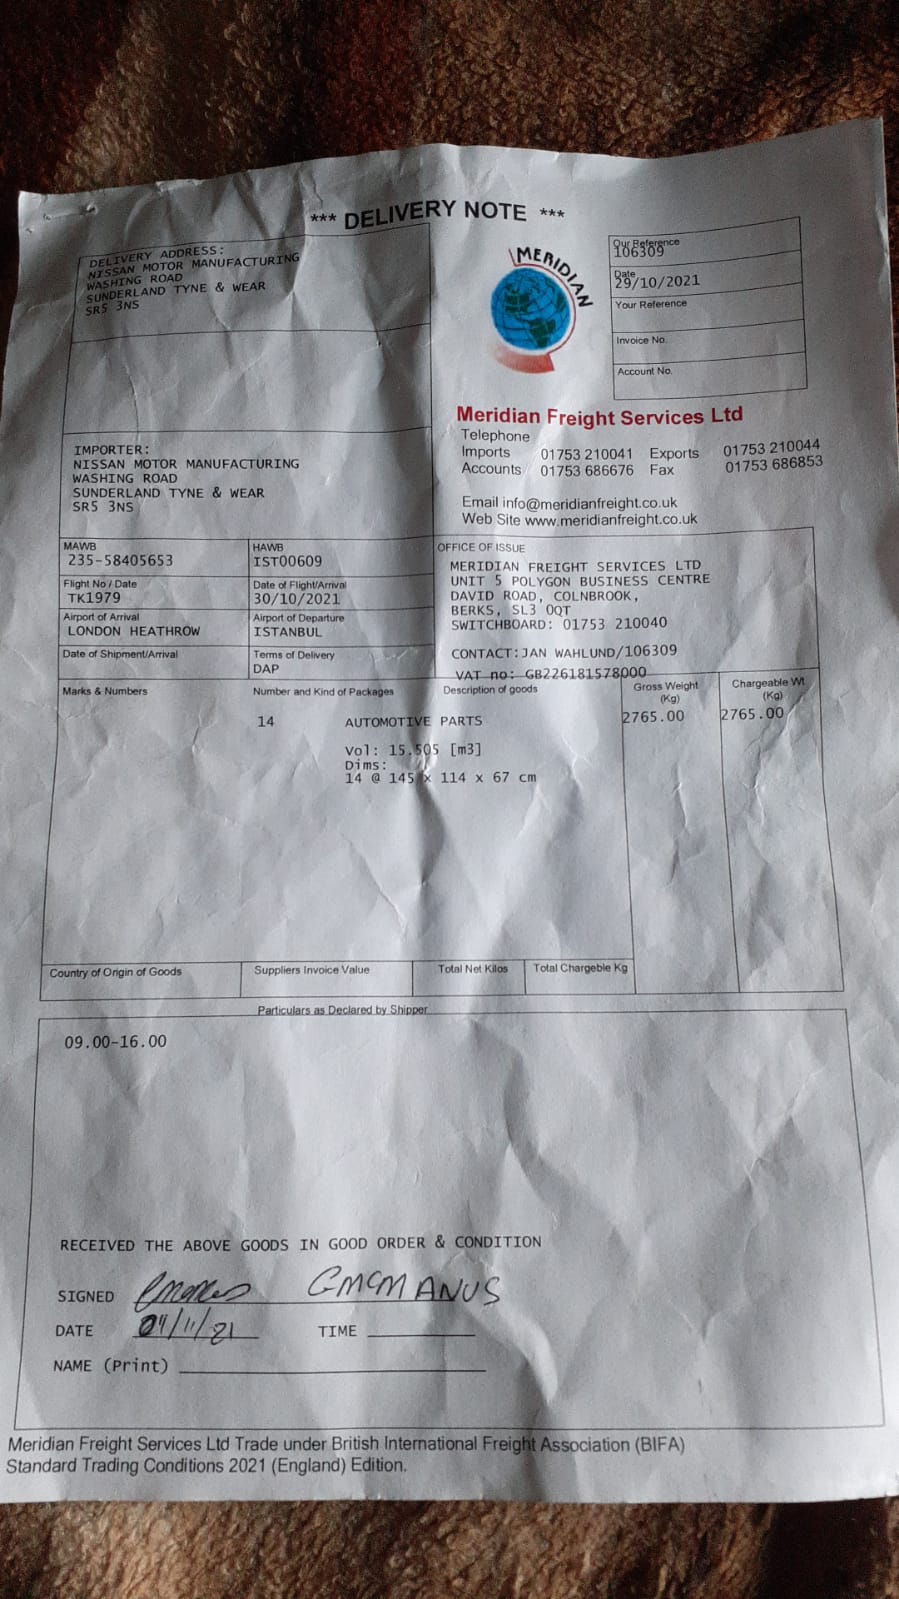 *** DELIVERY NOTE ***
DELIVERY ADDRESS:
NISSAN MOTOR MANUFACTURING
WASHING ROAD
SUNDERLAND TYNE & WEAR
SR5 3NS
MERIDIAN
Our Reference
106309
Date
29/10/2021
Your Reference
Invoice No.
Account No.
Meridian Freight Services Ltd
Telephone
Imports 01753 210041 Exports 01753 210044
Accounts 01753 686676 Fax 01753 686853
Email info@meridianfreight.co.uk
Web Site www.meridianfreight.co.uk
IMPORTER:
NISSAN MOTOR MANUFACTURING
WASHING ROAD
SUNDERLAND TYNE & WEAR
SR5 3NS
MAWB
235-58405653
HAWB
IST00609
Flight No / Date
TK1979
Date of Flight/Arrival
30/10/2021
Airport of Arrival
LONDON HEATHROW
Airport of Departure
ISTANBUL
Date of Shipment/Arrival
Terms of Delivery
DAP
OFFICE OF ISSUE
MERIDIAN FREIGHT SERVICES LTD
UNIT 5 POLYGON BUSINESS CENTRE
DAVID ROAD, COLNBROOK,
BERKS, SL3 0QT
SWITCHBOARD: 01753 210040
CONTACT:JAN WAHLUND/106309
VAT no: GB226181578000
Marks & Numbers
Number and Kind of Packages
Description of goods
Gross Weight
(Kg)
Chargeable Wt
(Kg)
14 AUTOMOTIVE PARTS 2765.00 2765.00
Vol: 15.505 [m3]
Dims:
14 @ 145 x 114 x 67 cm
Country of Origin of Goods
Suppliers Invoice Value
Total Net Kilos
Total Chargeble Kg
Particulars as Declared by Shipper
09.00-16.00
RECEIVED THE ABOVE GOODS IN GOOD ORDER & CONDITION
SIGNED GMCMANUS
DATE 04/11/21 TIME
NAME (Print)
Meridian Freight Services Ltd Trade under British International Freight Association (BIFA)
Standard Trading Conditions 2021 (England) Edition.